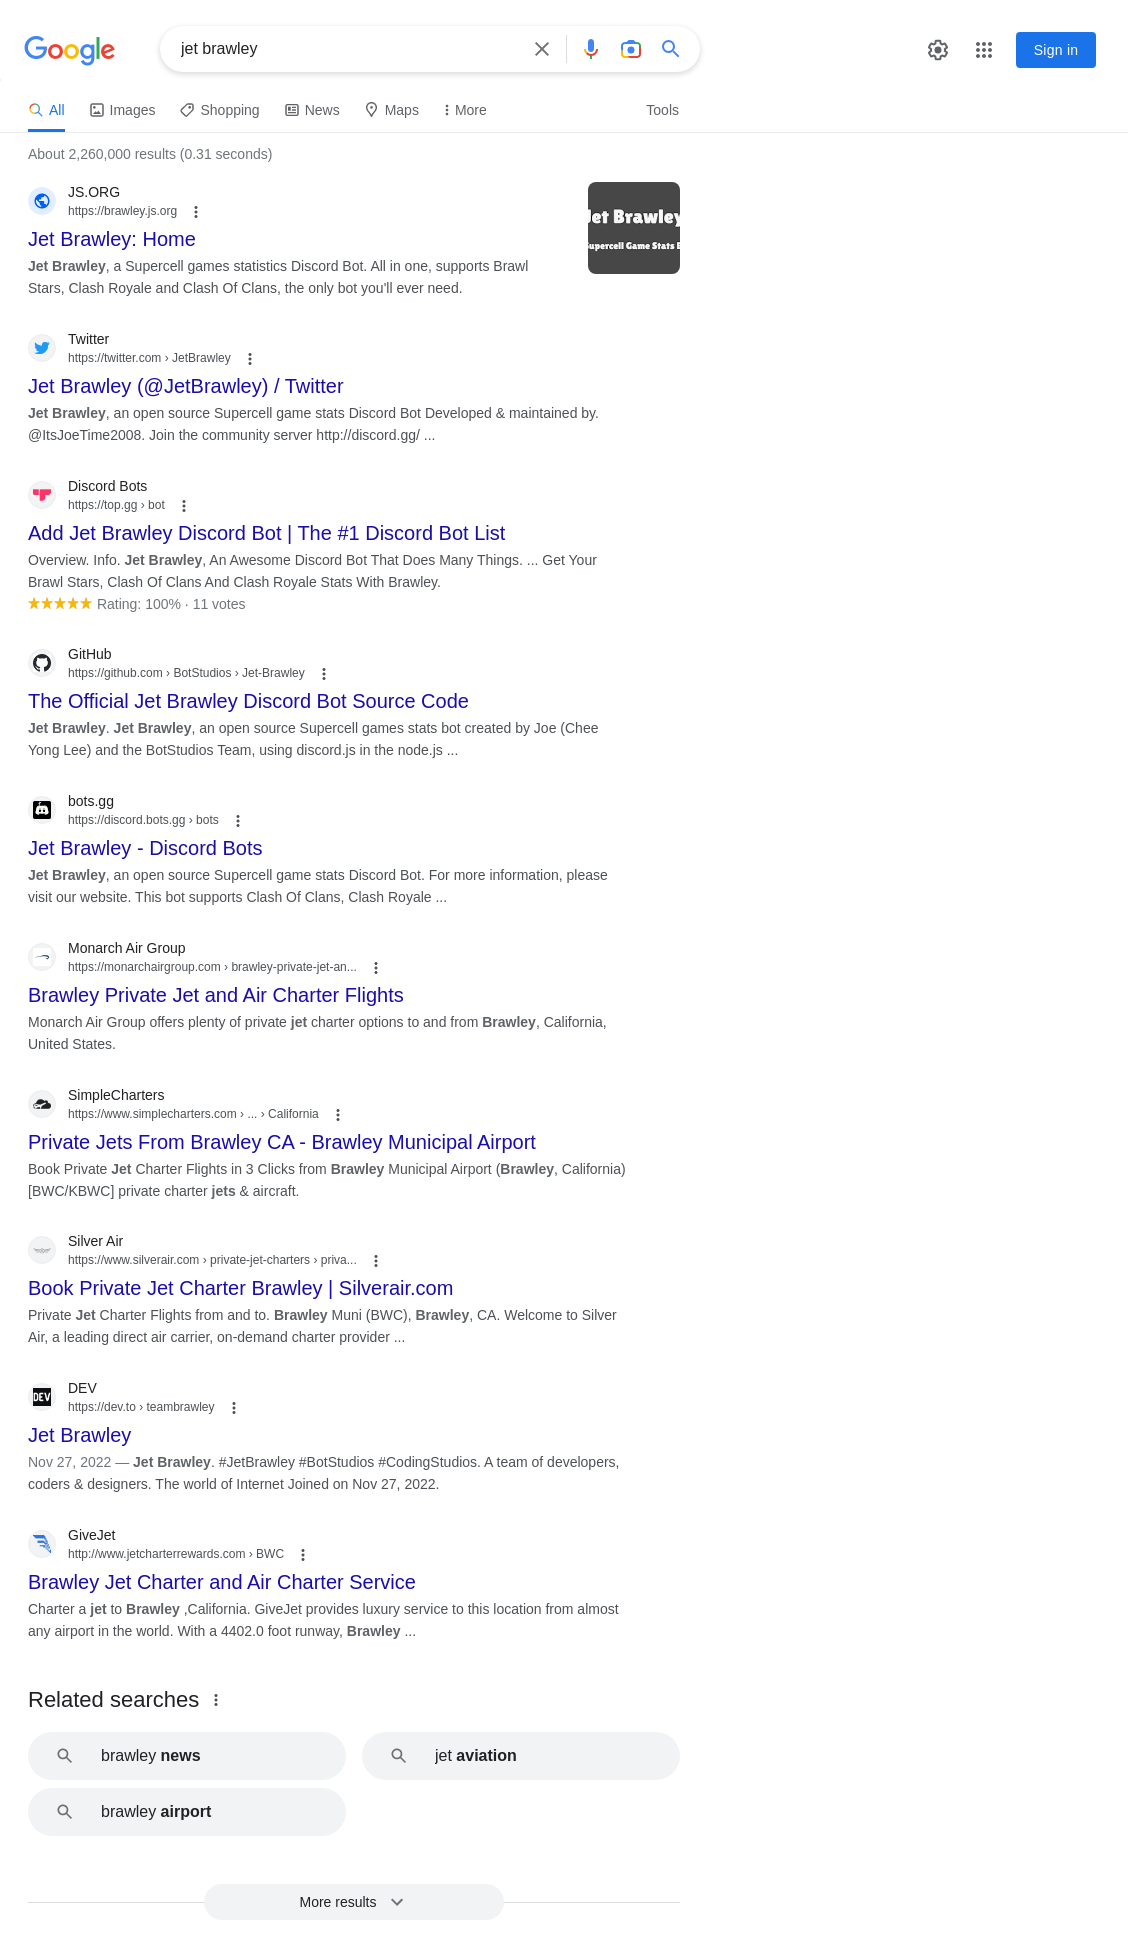 Google
jet brawley
Sign in
All
Images
Shopping
News
Maps
More
Tools
About 2,260,000 results (0.31 seconds)
JS.ORG
https://brawley.js.org
Jet Brawley: Home
Jet Brawley, a Supercell games statistics Discord Bot. All in one, supports Brawl
Stars, Clash Royale and Clash Of Clans, the only bot you'll ever need.
Jet Brawley
Supercell Game Stats
Twitter
https://twitter.com › JetBrawley
Jet Brawley (@JetBrawley) / Twitter
Jet Brawley, an open source Supercell game stats Discord Bot Developed & maintained by.
@ItsJoeTime2008. Join the community server http://discord.gg/ ...
Discord Bots
https://top.gg › bot
Add Jet Brawley Discord Bot | The #1 Discord Bot List
Overview. Info. Jet Brawley, An Awesome Discord Bot That Does Many Things. ... Get Your
Brawl Stars, Clash Of Clans And Clash Royale Stats With Brawley.
Rating: 100% · 11 votes
GitHub
https://github.com › BotStudios › Jet-Brawley
The Official Jet Brawley Discord Bot Source Code
Jet Brawley. Jet Brawley, an open source Supercell games stats bot created by Joe (Chee
Yong Lee) and the BotStudios Team, using discord.js in the node.js ...
bots.gg
https://discord.bots.gg › bots
Jet Brawley - Discord Bots
Jet Brawley, an open source Supercell game stats Discord Bot. For more information, please
visit our website. This bot supports Clash Of Clans, Clash Royale ...
Monarch Air Group
https://monarchairgroup.com › brawley-private-jet-an...
Brawley Private Jet and Air Charter Flights
Monarch Air Group offers plenty of private jet charter options to and from Brawley, California,
United States.
SimpleCharters
https://www.simplecharters.com › ... › California
Private Jets From Brawley CA - Brawley Municipal Airport
Book Private Jet Charter Flights in 3 Clicks from Brawley Municipal Airport (Brawley, California)
[BWC/KBWC] private charter jets & aircraft.
Silver Air
https://www.silverair.com › private-jet-charters › priva...
Book Private Jet Charter Brawley | Silverair.com
Private Jet Charter Flights from and to. Brawley Muni (BWC), Brawley, CA. Welcome to Silver
Air, a leading direct air carrier, on-demand charter provider ...
DEV
DEV
https://dev.to › teambrawley
Jet Brawley
Nov 27, 2022 — Jet Brawley. #JetBrawley #BotStudios #CodingStudios. A team of developers,
coders & designers. The world of Internet Joined on Nov 27, 2022.
GiveJet
http://www.jetcharterrewards.com › BWC
Brawley Jet Charter and Air Charter Service
Charter a jet to Brawley ,California. GiveJet provides luxury service to this location from almost
any airport in the world. With a 4402.0 foot runway, Brawley ...
Related searches
brawley news
jet aviation
brawley airport
More results